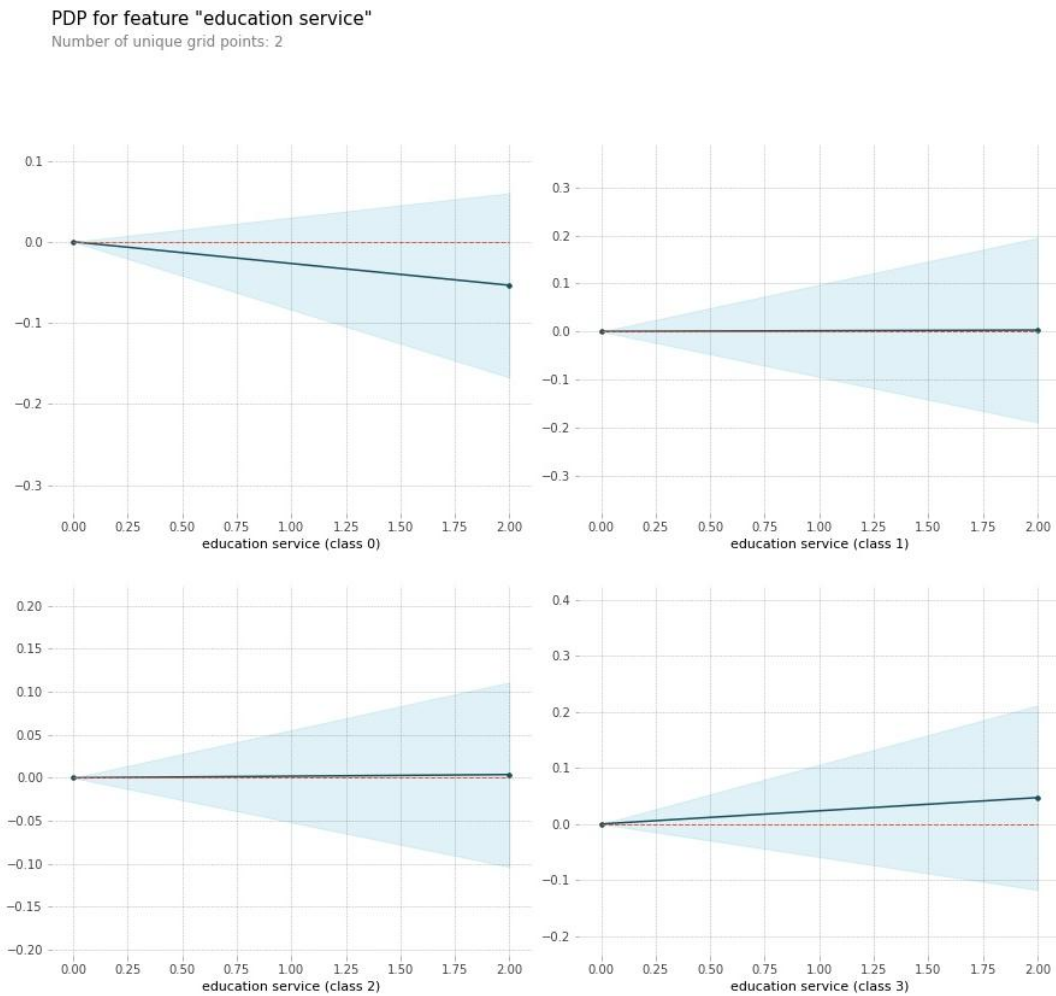 PDP for feature "education service"
Number of unique grid points: 2
0.1
0.0
−0.1
−0.2
−0.3
0.00 0.25 0.50 0.75 1.00 1.25 1.50 1.75 2.00
education service (class 0)
0.3
0.2
0.1
0.0
−0.1
−0.2
−0.3
0.00 0.25 0.50 0.75 1.00 1.25 1.50 1.75 2.00
education service (class 1)
0.20
0.15
0.10
0.05
0.00
−0.05
−0.10
−0.15
−0.20
0.00 0.25 0.50 0.75 1.00 1.25 1.50 1.75 2.00
education service (class 2)
0.4
0.3
0.2
0.1
0.0
−0.1
−0.2
0.00 0.25 0.50 0.75 1.00 1.25 1.50 1.75 2.00
education service (class 3)